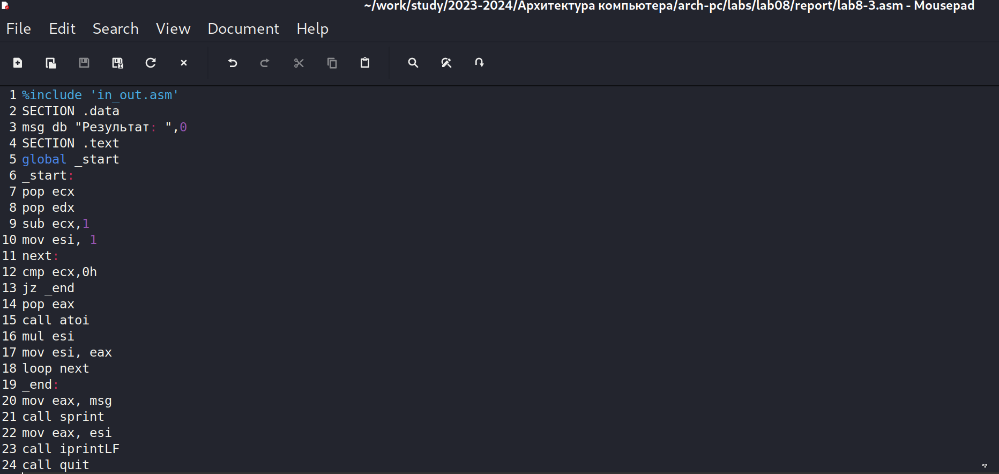 ~/work/study/2023-2024/Архитектура компьютера/arch-pc/labs/lab08/report/lab8-3.asm - Mousepad
File Edit Search View Document Help
1 %include 'in_out.asm'
2 SECTION .data
3 msg db "Результат: ",0
4 SECTION .text
5 global _start
6 _start:
7 pop ecx
8 pop edx
9 sub ecx,1
10 mov esi, 1
11 next:
12 cmp ecx,0h
13 jz _end
14 pop eax
15 call atoi
16 mul esi
17 mov esi, eax
18 loop next
19 _end:
20 mov eax, msg
21 call sprint
22 mov eax, esi
23 call iprintLF
24 call quit